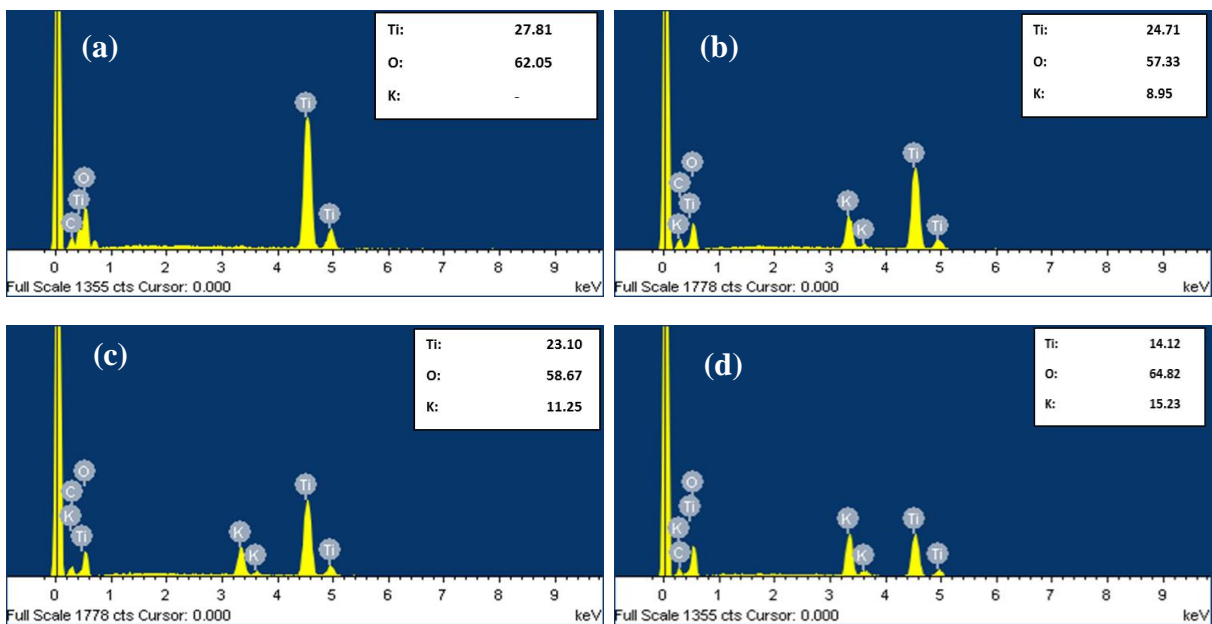 (a)
Ti: 27.81
O: 62.05
K: -
Ti
O
Ti
C
Ti
0 1 2 3 4 5 6 7 8 9
Full Scale 1355 cts Cursor: 0.000 keV
(b)
Ti: 24.71
O: 57.33
K: 8.95
O
C
Ti
K
K
K
Ti
Ti
0 1 2 3 4 5 6 7 8 9
Full Scale 1778 cts Cursor: 0.000 keV
(c)
Ti: 23.10
O: 58.67
K: 11.25
O
C
K
Ti
K
K
Ti
Ti
0 1 2 3 4 5 6 7 8 9
Full Scale 1778 cts Cursor: 0.000 keV
(d)
Ti: 14.12
O: 64.82
K: 15.23
O
Ti
K
C
K
K
Ti
Ti
0 1 2 3 4 5 6 7 8 9
Full Scale 1355 cts Cursor: 0.000 keV